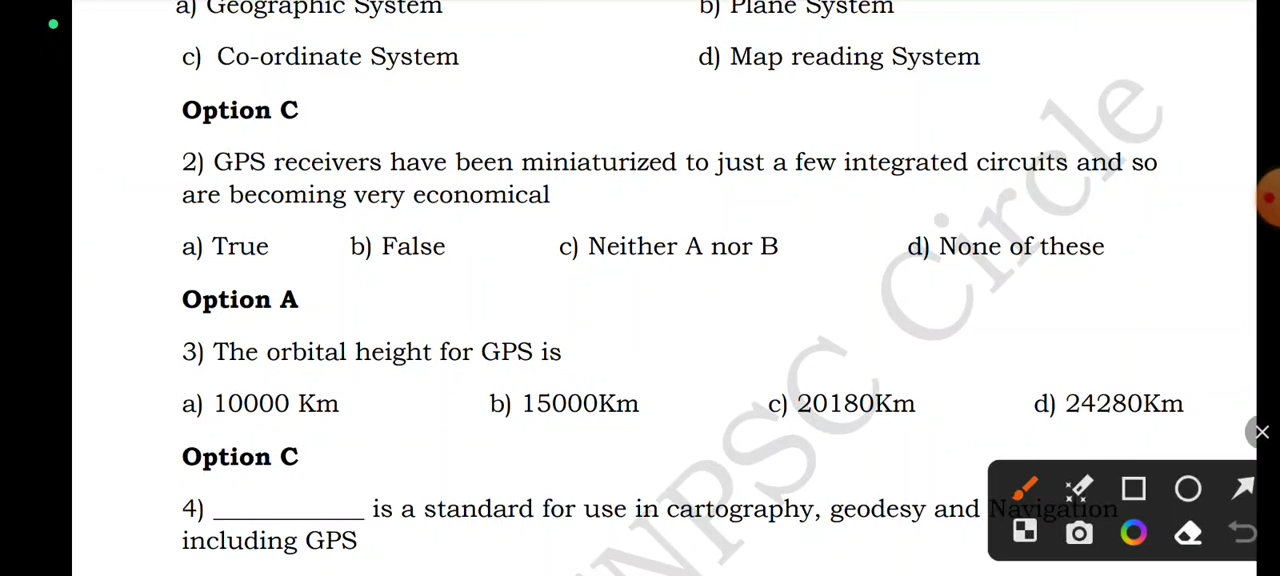 a) Geographic System b) Plane System
c) Co-ordinate System d) Map reading System
Option C
2) GPS receivers have been miniaturized to just a few integrated circuits and so
are becoming very economical
a) True b) False c) Neither A nor B d) None of these
Option A
3) The orbital height for GPS is
a) 10000 Km b) 15000Km c) 20180Km d) 24280Km
Option C
4) ____________ is a standard for use in cartography, geodesy and Navigation
including GPS
NPSC Circle